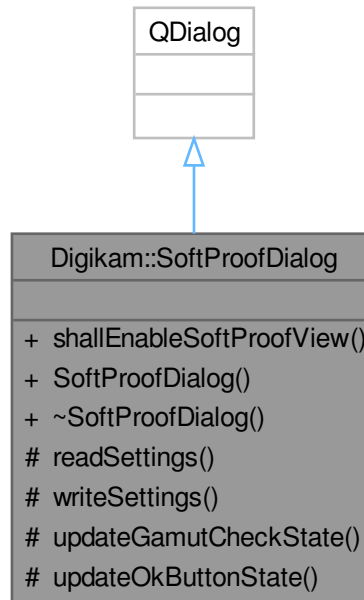 QDialog
Digikam::SoftProofDialog
+ shallEnableSoftProofView()
+ SoftProofDialog()
+ ~SoftProofDialog()
# readSettings()
# writeSettings()
# updateGamutCheckState()
# updateOkButtonState()